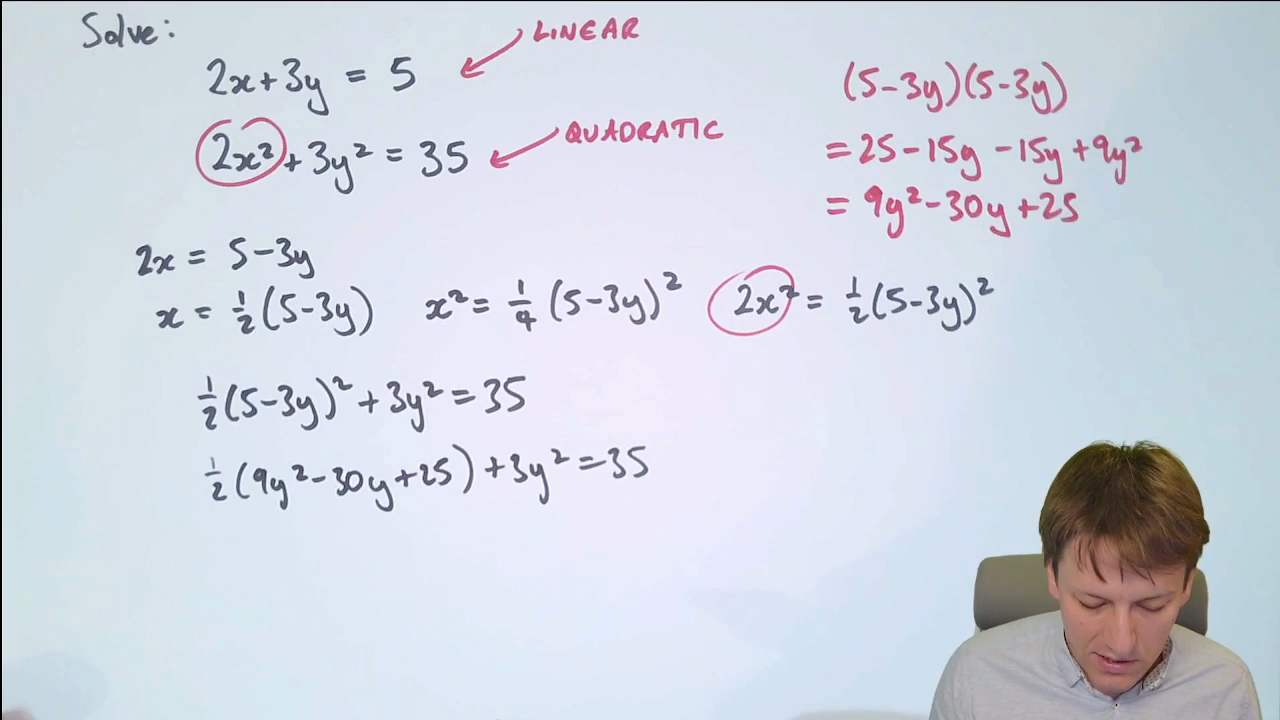 Solve:
2x+3y = 5
LINEAR
2x²+3y² = 35
QUADRATIC
(5-3y)(5-3y)
= 25-15y-15y+9y²
= 9y²-30y+25
2x = 5-3y
x = ½(5-3y)
x² = ¼(5-3y)²
2x² = ½(5-3y)²
½(5-3y)²+3y²=35
½(9y²-30y+25)+3y²=35